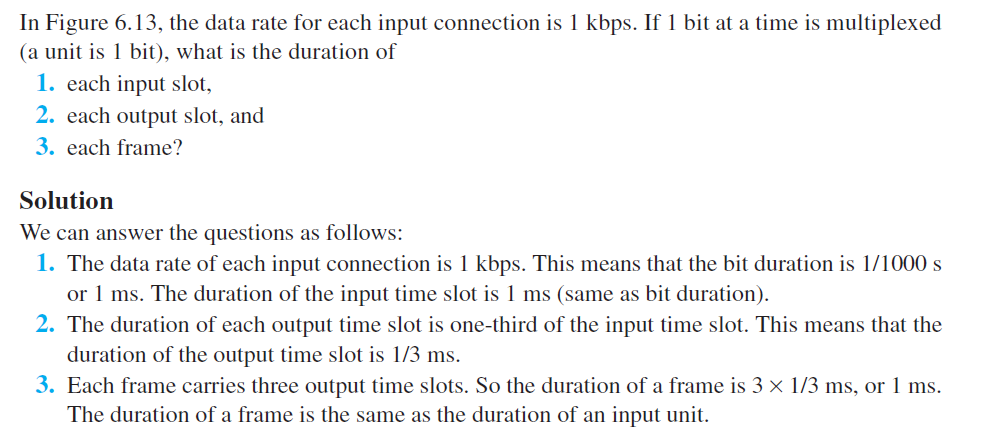 In Figure 6.13, the data rate for each input connection is 1 kbps. If 1 bit at a time is multiplexed
(a unit is 1 bit), what is the duration of
1. each input slot,
2. each output slot, and
3. each frame?
Solution
We can answer the questions as follows:
1. The data rate of each input connection is 1 kbps. This means that the bit duration is 1/1000 s
or 1 ms. The duration of the input time slot is 1 ms (same as bit duration).
2. The duration of each output time slot is one-third of the input time slot. This means that the
duration of the output time slot is 1/3 ms.
3. Each frame carries three output time slots. So the duration of a frame is 3 × 1/3 ms, or 1 ms.
The duration of a frame is the same as the duration of an input unit.